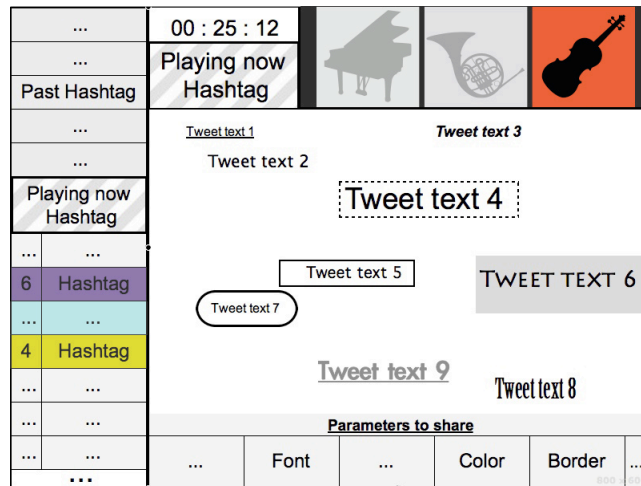 ...
...
Past Hashtag
...
...
Playing now
Hashtag
... ...
6 Hashtag
... ...
4 Hashtag
... ...
... ...
... ...
...
00 : 25 : 12
Playing now
Hashtag
Tweet text 1
Tweet text 3
Tweet text 2
Tweet text 4
Tweet text 5
TWEET TEXT 6
Tweet text 7
Tweet text 9
Tweet text 8
Parameters to share
... Font ... Color Border ...